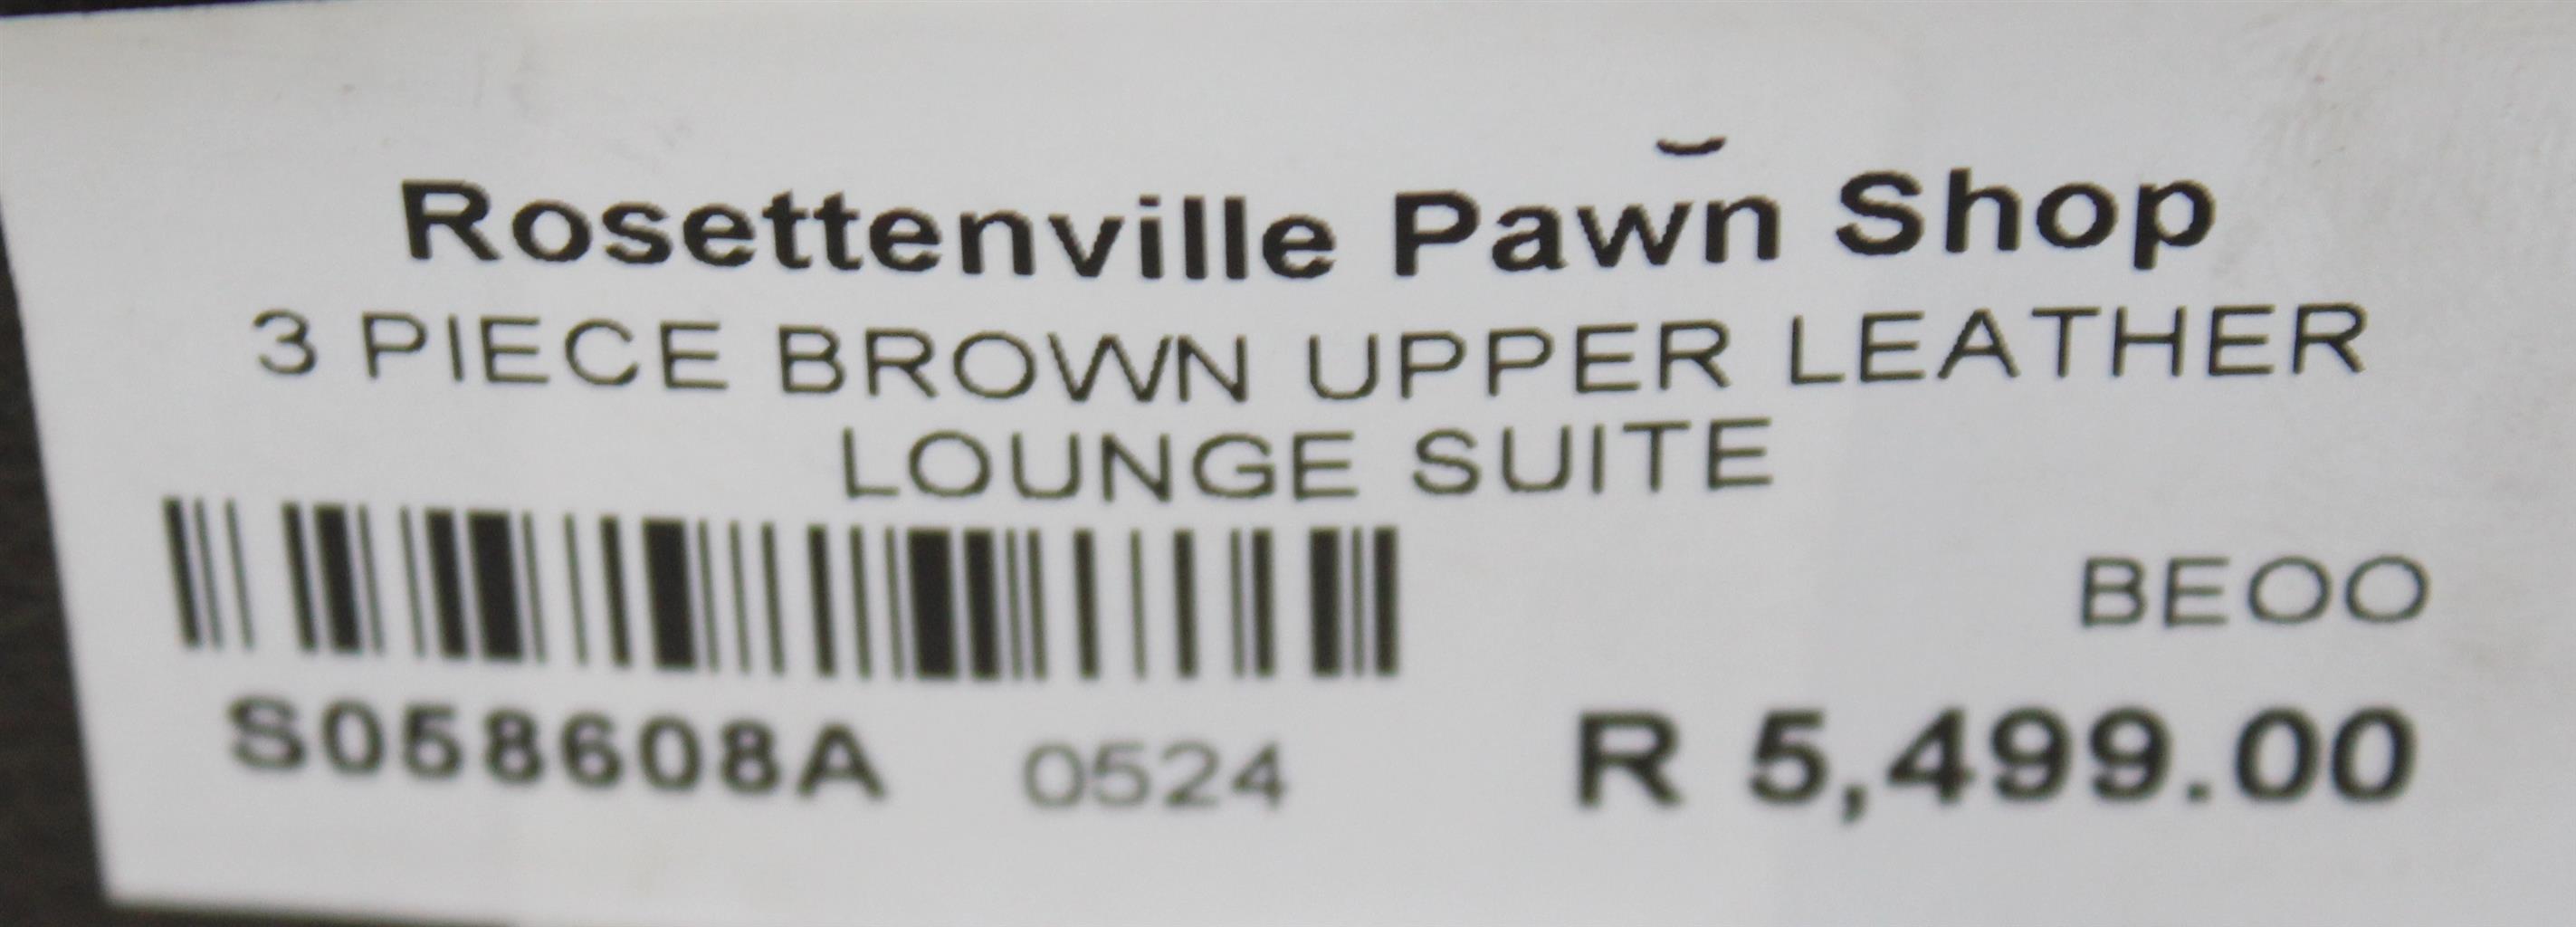 Rosettenville Pawn Shop
3 PIECE BROWN UPPER LEATHER
LOUNGE SUITE
BEOO
S058608A 0524 R 5,499.00